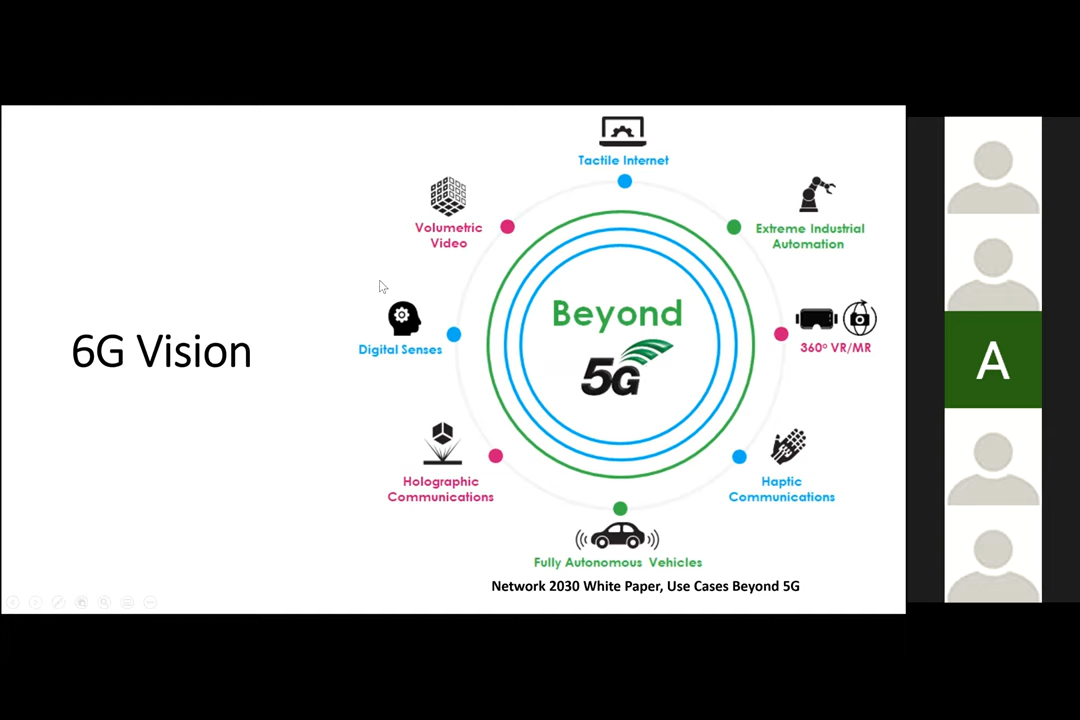 6G Vision
Tactile Internet
Volumetric
Video
Extreme Industrial
Automation
Digital Senses
Beyond
5G
360° VR/MR
Holographic
Communications
Haptic
Communications
Fully Autonomous Vehicles
Network 2030 White Paper, Use Cases Beyond 5G
A